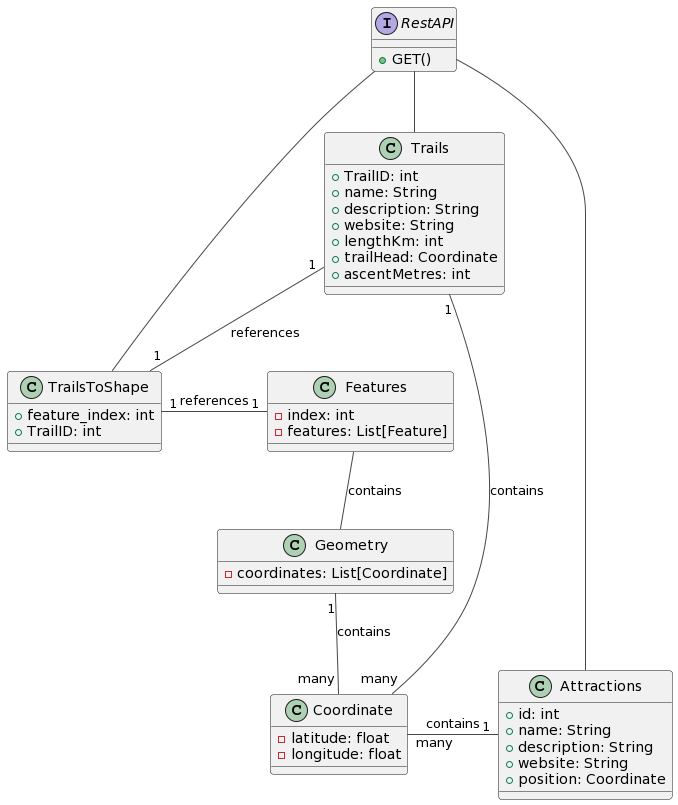 I RestAPI
GET()
C Trails
TrailID: int
name: String
description: String
website: String
lengthKm: int
trailHead: Coordinate
ascentMetres: int
1
1
references
1
C TrailsToShape
feature_index: int
TrailID: int
1 references 1
C Features
index: int
features: List[Feature]
contains
contains
C Geometry
coordinates: List[Coordinate]
1
contains
many
many
C Coordinate
latitude: float
longitude: float
contains 1
many
C Attractions
id: int
name: String
description: String
website: String
position: Coordinate